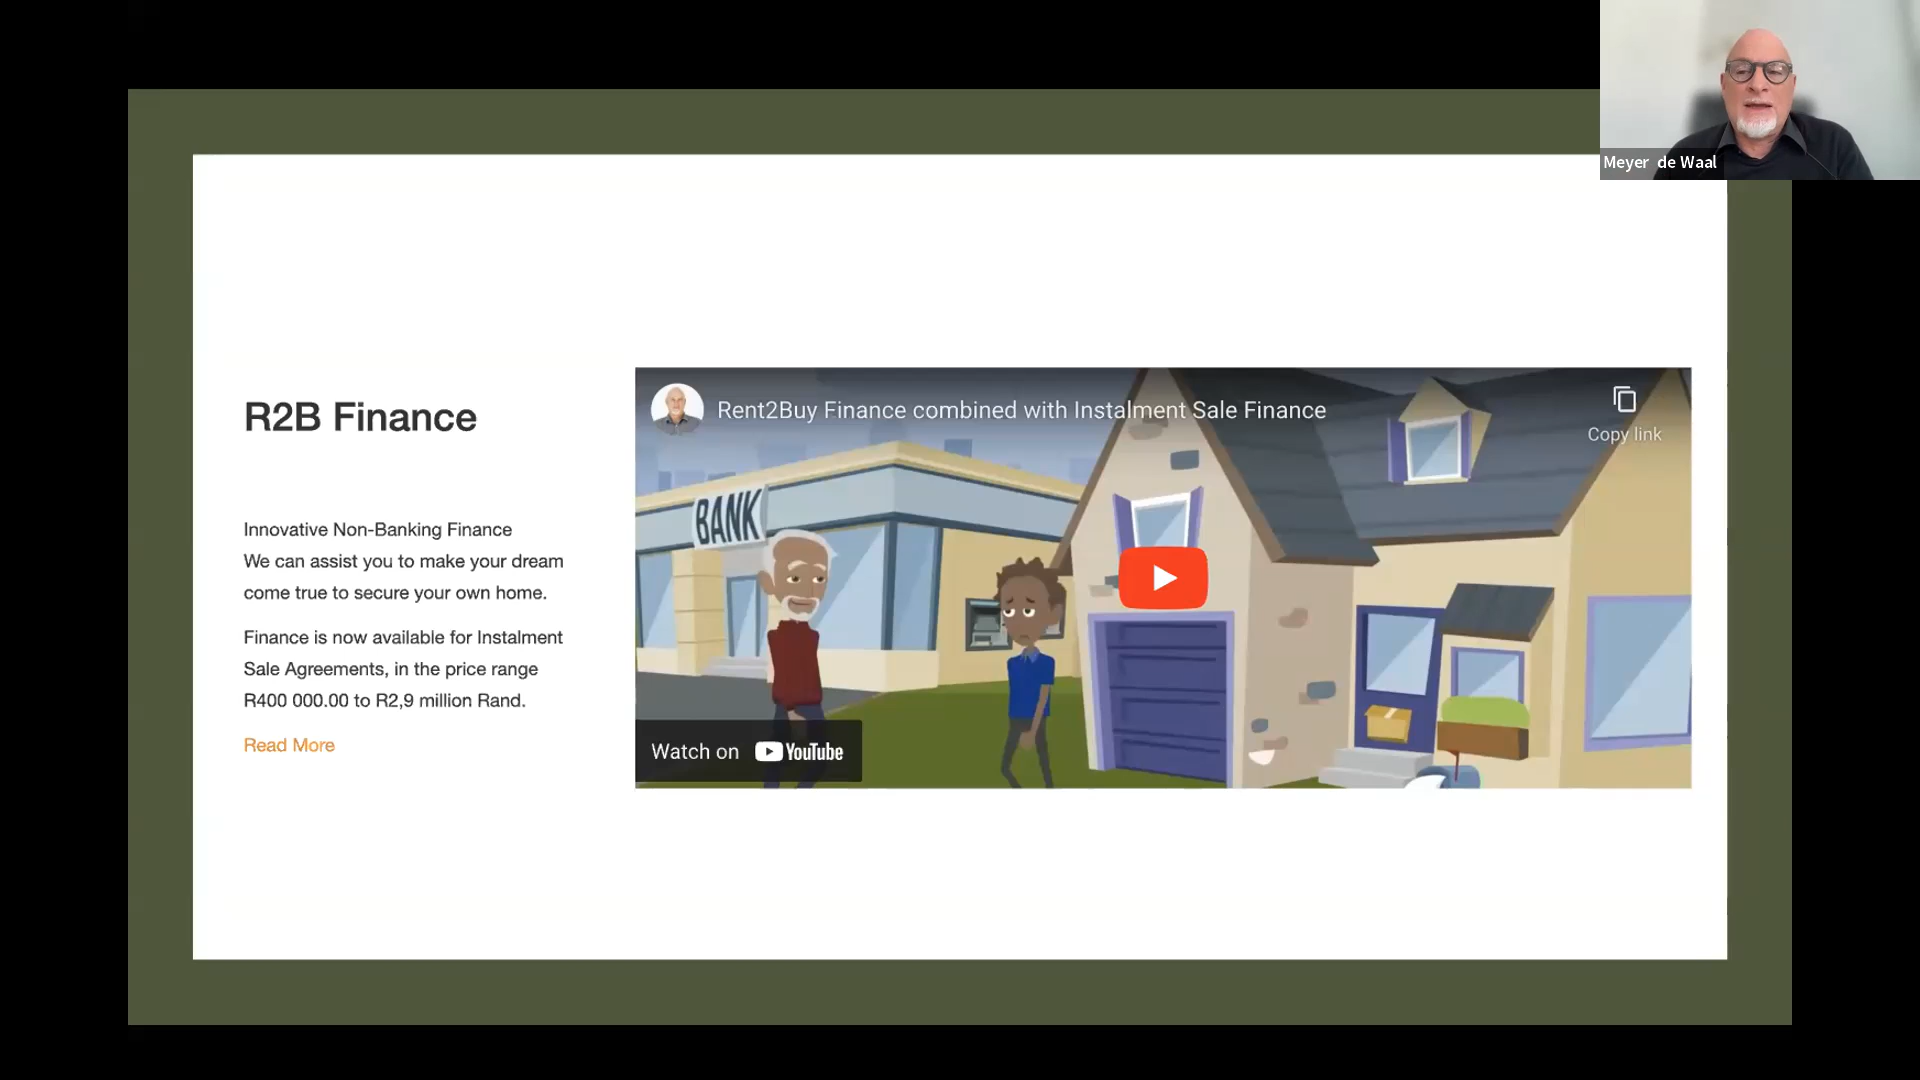 Meyer de Waal
R2B Finance
Innovative Non-Banking Finance
We can assist you to make your dream
come true to secure your own home.
Finance is now available for Instalment
Sale Agreements, in the price range
R400 000.00 to R2,9 million Rand.
Read More
Rent2Buy Finance combined with Instalment Sale Finance
Copy link
BANK
Watch on YouTube